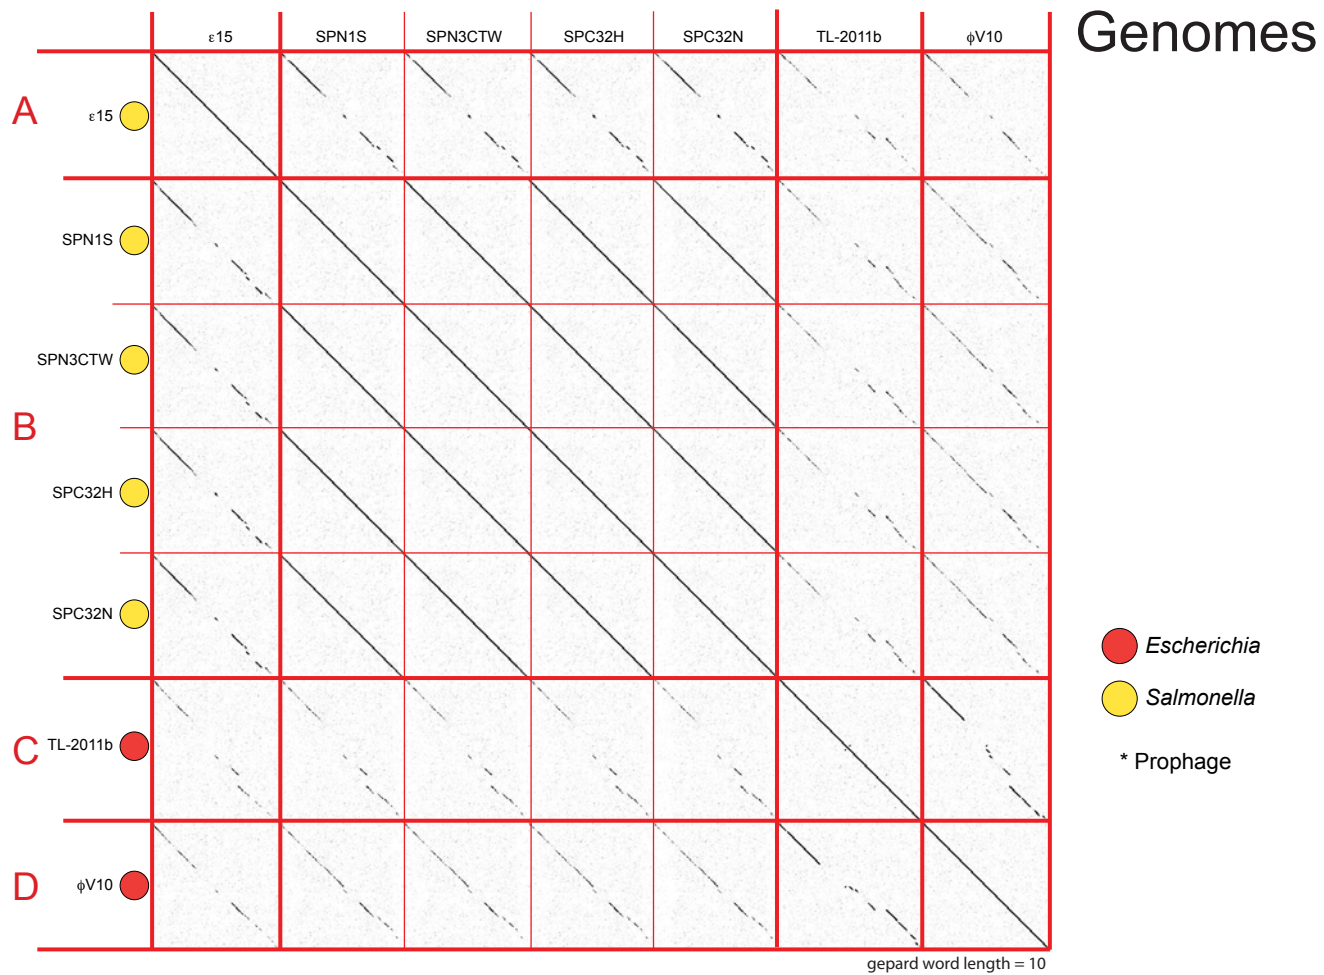 Genomes
ε15 SPN1S SPN3CTW SPC32H SPC32N TL-2011b ϕV10
A
ε15
SPN1S
SPN3CTW
B
SPC32H
SPC32N
Escherichia
Salmonella
C TL-2011b
* Prophage
D ϕV10
gepard word length = 10